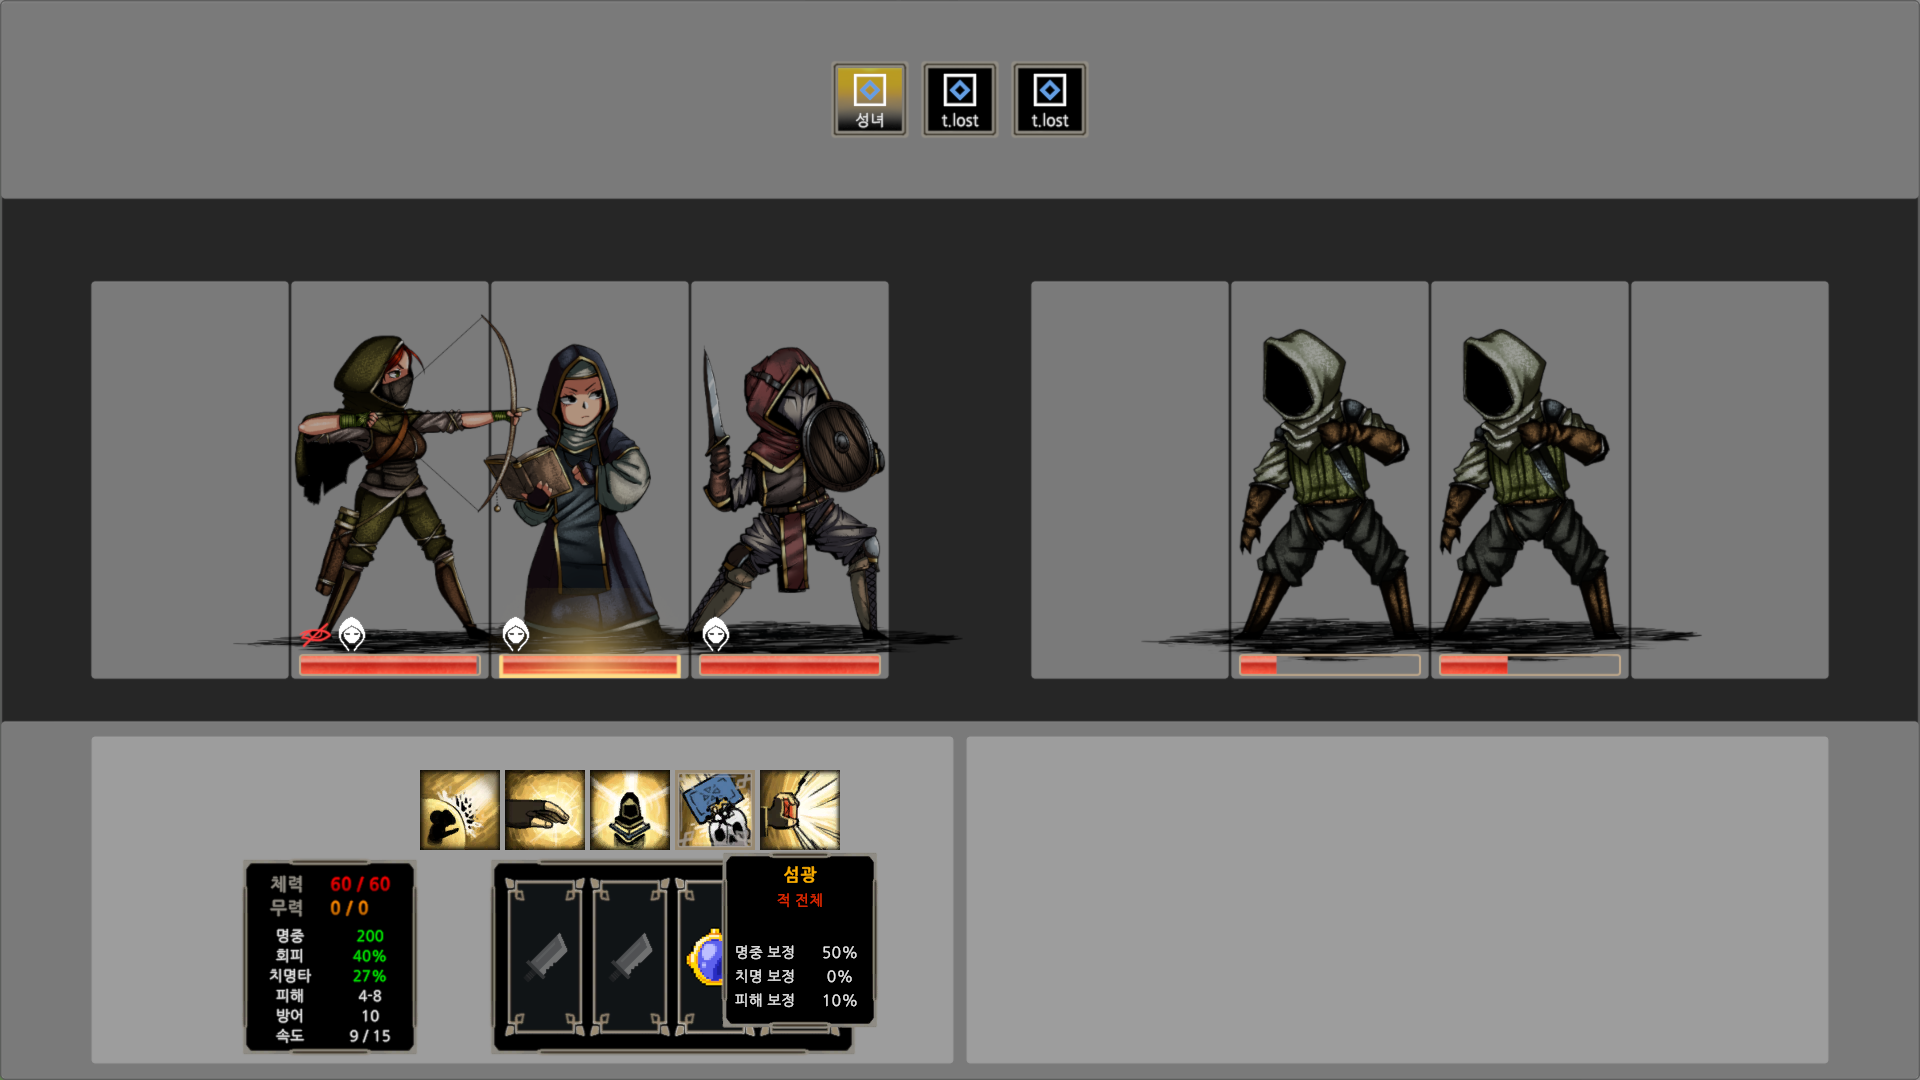 성녀
t.lost
t.lost
체력 60 / 60
무력 0 / 0
명중 200
회피 40%
치명타 27%
피해 4-8
방어 10
속도 9 / 15
섬광
적 전체
명중 보정 50%
치명 보정 0%
피해 보정 10%